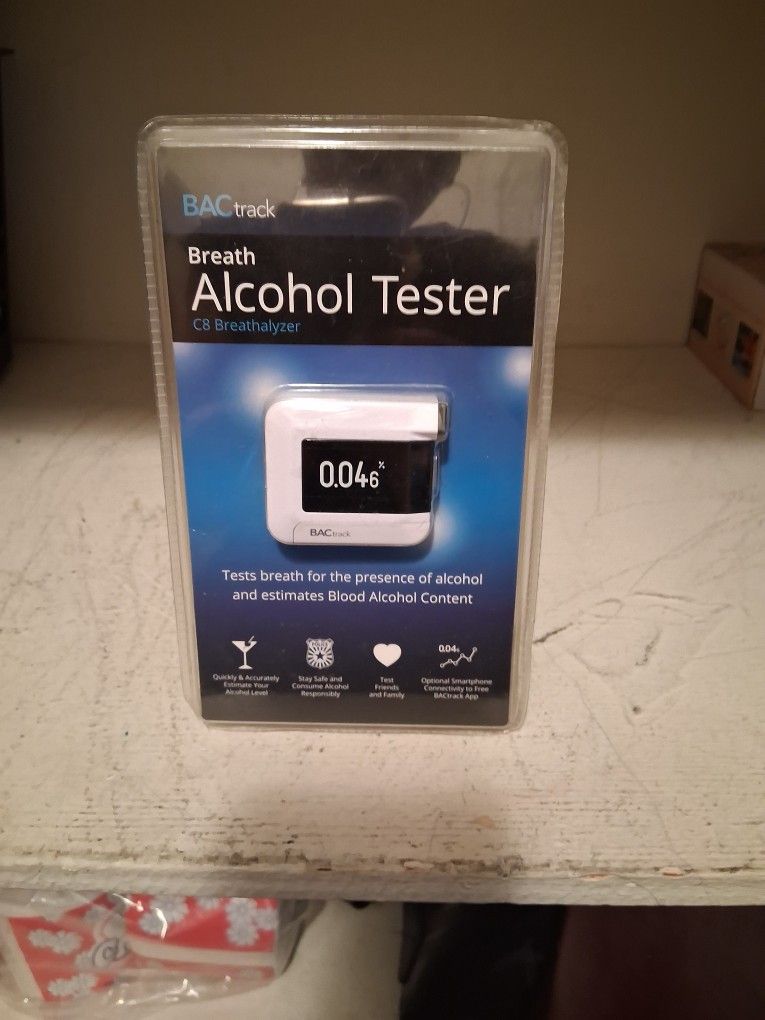 BACtrack
Breath
Alcohol Tester
C8 Breathalyzer
0.046%
BACtrack
Tests breath for the presence of alcohol
and estimates Blood Alcohol Content
POLICE
0.04
Quickly & Accurately
Estimate Your
Alcohol Level
Stay Safe and
Consume Alcohol
Responsibly
Test
Friends
and Family
Optional Smartphone
Connectivity to Free
BACtrack App